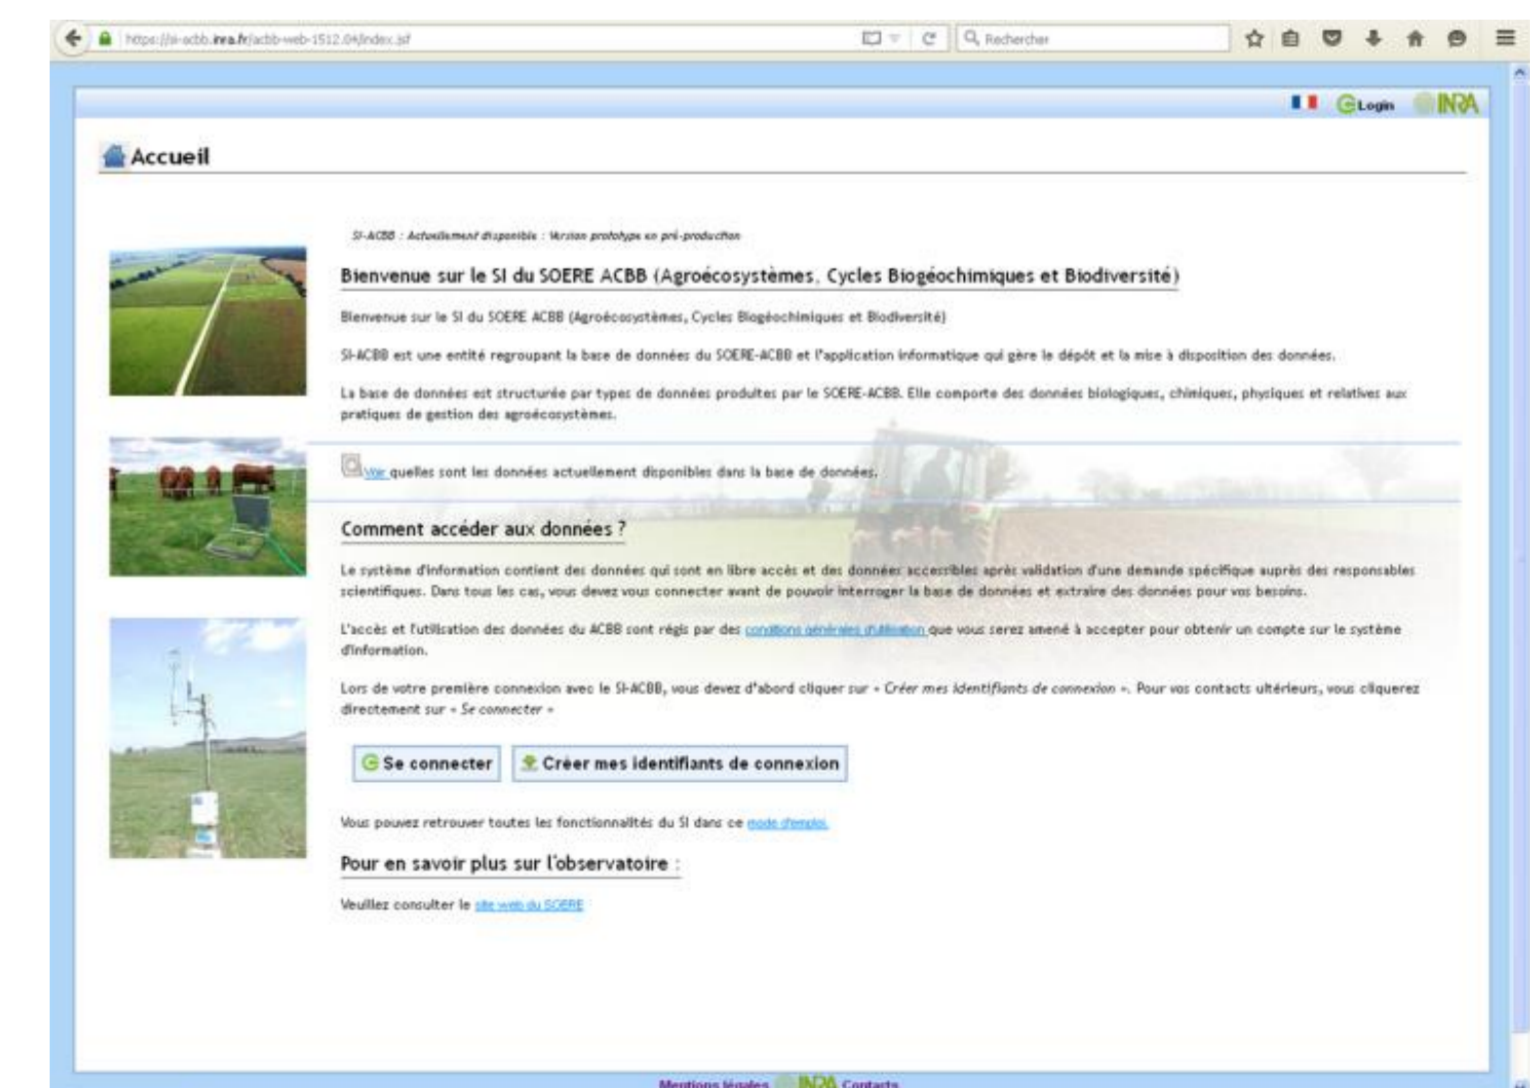 https://si-acbb.inra.fr/acbb-web-1512.04/index.jsf
Rechercher
Login
INRA
Accueil
SI-ACBB : Actuellement disponible : Version prototype en pré-production
Bienvenue sur le SI du SOERE ACBB (Agroécosystèmes, Cycles Biogéochimiques et Biodiversité)
Bienvenue sur le SI du SOERE ACBB (Agroécosystèmes, Cycles Biogéochimiques et Biodiversité)
SI-ACBB est une entité regroupant la base de données du SOERE-ACBB et l'application informatique qui gère le dépôt et la mise à disposition des données.
La base de données est structurée par types de données produites par le SOERE-ACBB. Elle comporte des données biologiques, chimiques, physiques et relatives aux
pratiques de gestion des agroécosystèmes.
Voir quelles sont les données actuellement disponibles dans la base de données.
Comment accéder aux données ?
Le système d'information contient des données qui sont en libre accès et des données accessibles après validation d'une demande spécifique auprès des responsables
scientifiques. Dans tous les cas, vous devez vous connecter avant de pouvoir interroger la base de données et extraire des données pour vos besoins.
L'accès et l'utilisation des données du ACBB sont régis par des conditions générales d'utilisation que vous serez amené à accepter pour obtenir un compte sur le système
d'information.
Lors de votre première connexion avec le SI-ACBB, vous devez d'abord cliquer sur « Créer mes identifiants de connexion ». Pour vos contacts ultérieurs, vous cliquerez
directement sur « Se connecter »
Se connecter
Créer mes identifiants de connexion
Vous pouvez retrouver toutes les fonctionnalités du SI dans ce mode d'emploi.
Pour en savoir plus sur l'observatoire :
Veuillez consulter le site web du SOERE
Mentions légales INRA Contacts